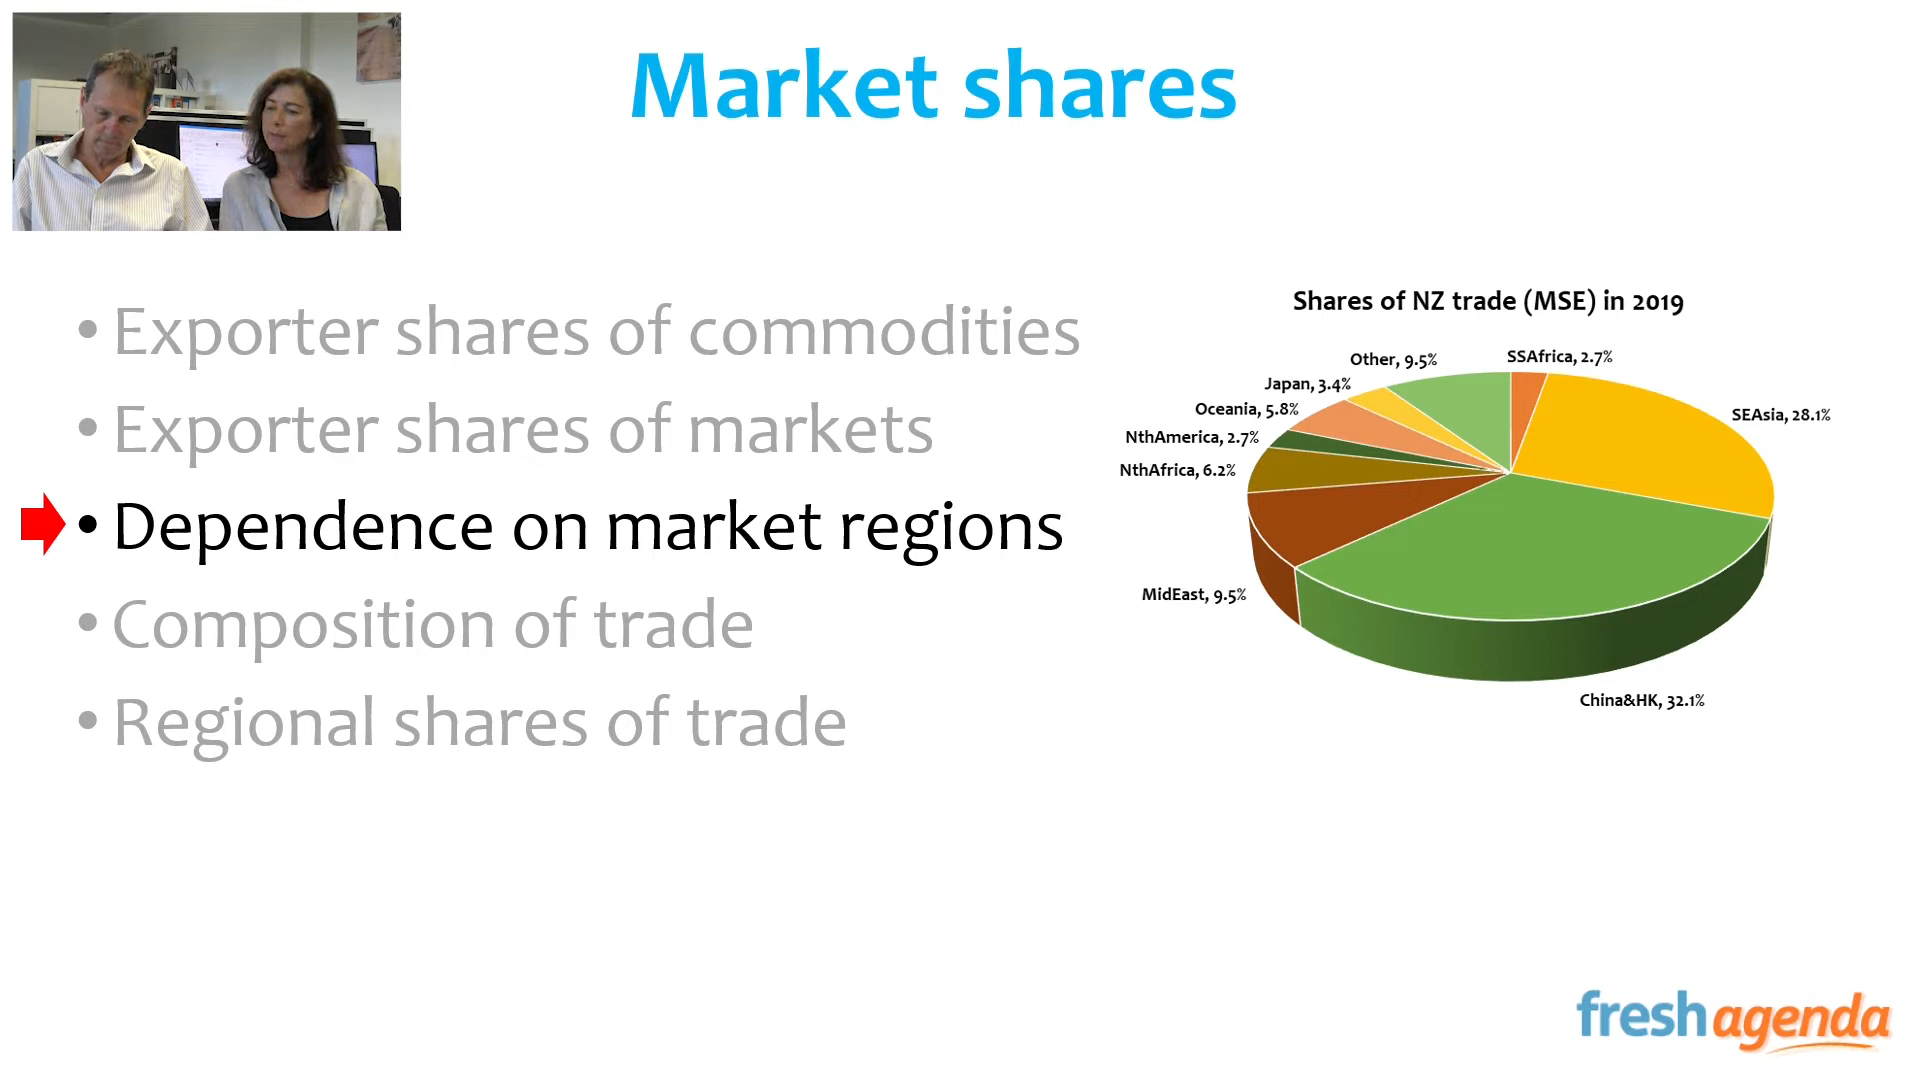 Market shares
• Exporter shares of commodities
• Exporter shares of markets
• Dependence on market regions
• Composition of trade
• Regional shares of trade
Shares of NZ trade (MSE) in 2019
Other, 9.5%
SSAfrica, 2.7%
Japan, 3.4%
Oceania, 5.8%
SEAsia, 28.1%
NthAmerica, 2.7%
NthAfrica, 6.2%
MidEast, 9.5%
China&HK, 32.1%
fresh agenda